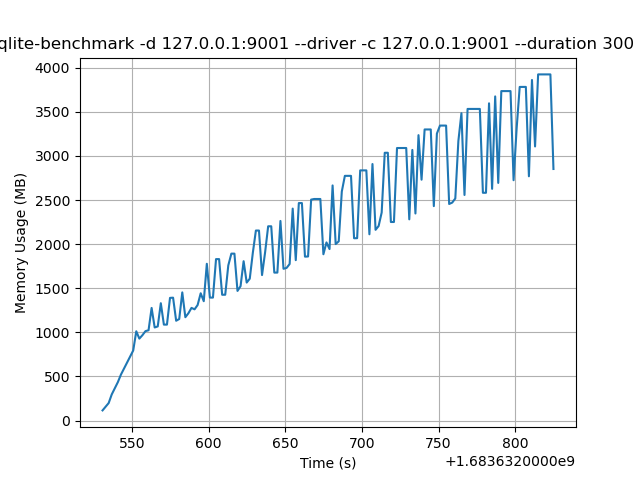 qlite-benchmark -d 127.0.0.1:9001 --driver -c 127.0.0.1:9001 --duration 300
4000
3500
3000
2500
2000
1500
1000
500
0
Memory Usage (MB)
550 600 650 700 750 800
Time (s)
+1.6836320000e9